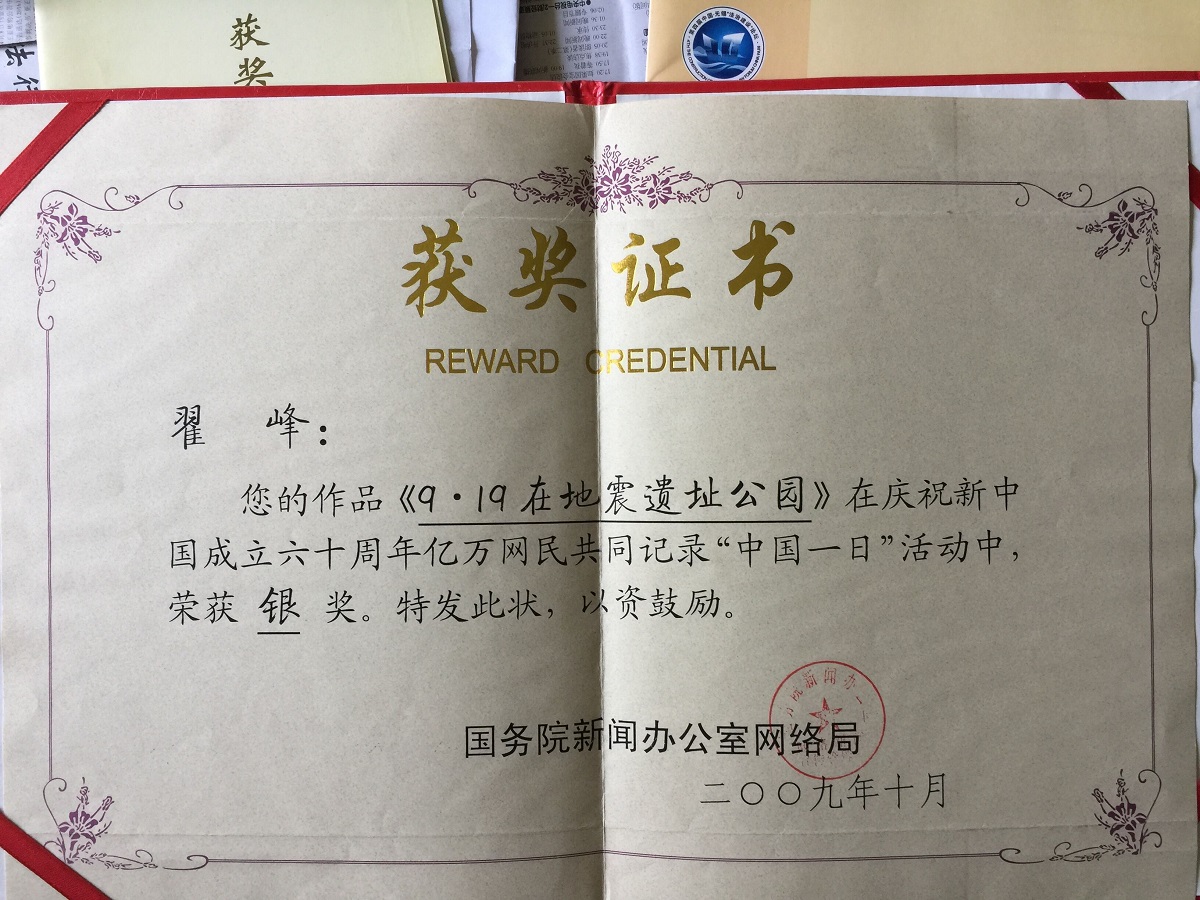 获奖
获奖证书
REWARD CREDENTIAL
翟 峰：
您的作品《9·19在地震遗址公园》在庆祝新中
国成立六十周年亿万网民共同记录“中国一日”活动中，
荣获 银 奖。特发此状，以资鼓励。
国务院新闻办公室网络局
二〇〇九年十月